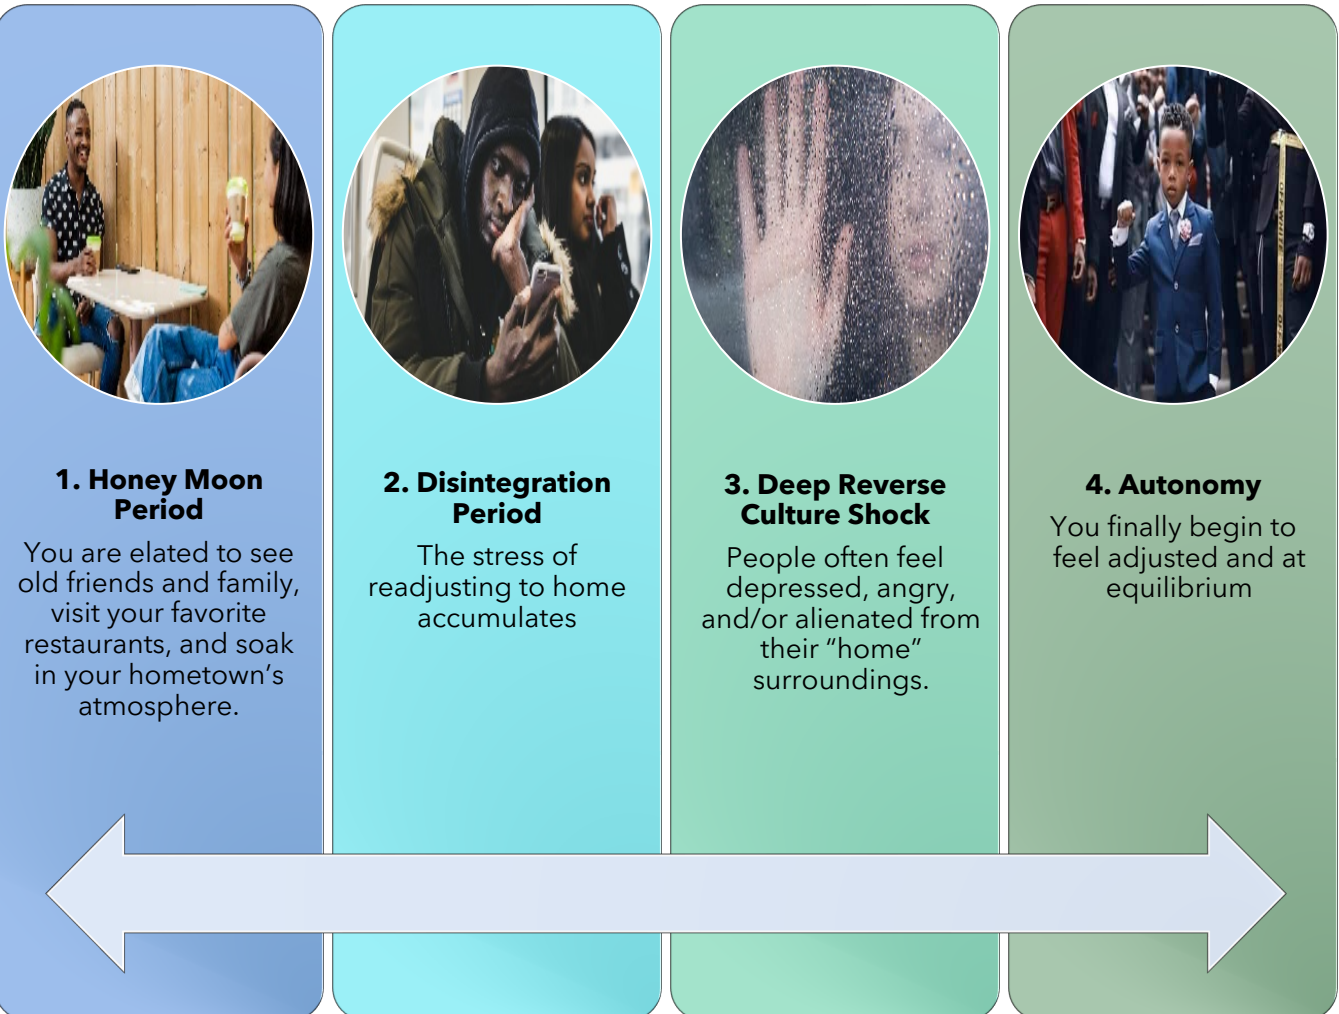 1. Honey Moon
Period
You are elated to see
old friends and family,
visit your favorite
restaurants, and soak
in your hometown's
atmosphere.
2. Disintegration
Period
The stress of
readjusting to home
accumulates
3. Deep Reverse
Culture Shock
People often feel
depressed, angry,
and/or alienated from
their “home”
surroundings.
4. Autonomy
You finally begin to
feel adjusted and at
equilibrium
OFF-WHITE